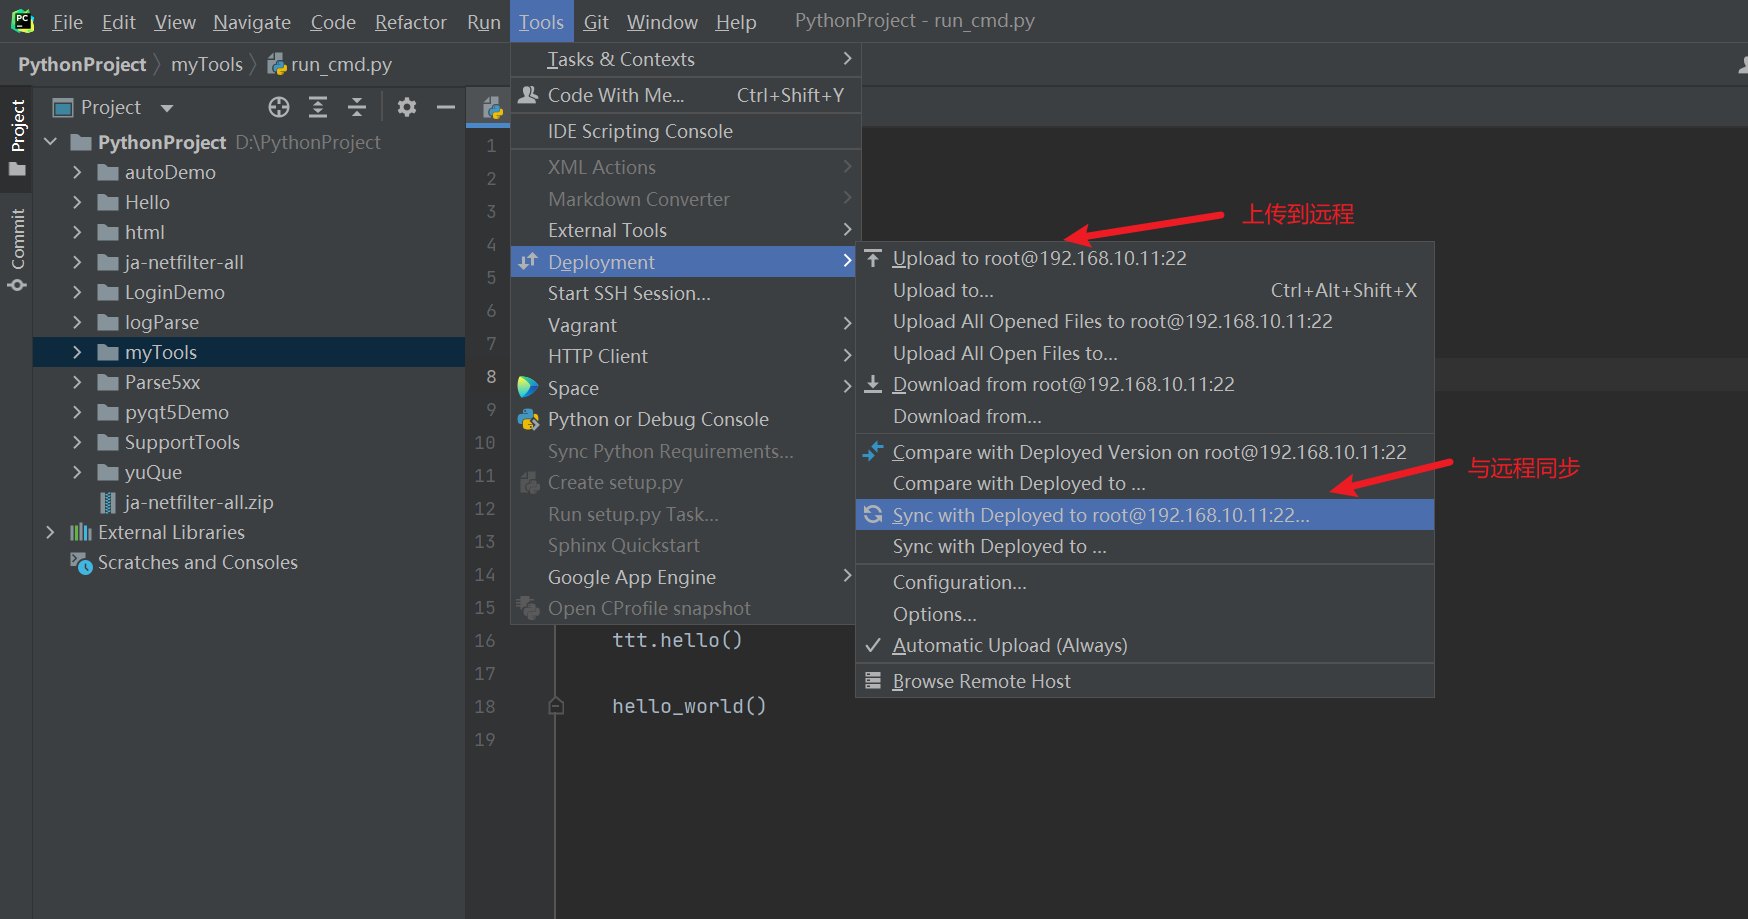 File Edit View Navigate Code Refactor Run Tools Git Window Help PythonProject - run_cmd.py
PythonProject myTools run_cmd.py
Project
Commit
Project
PythonProject D:\PythonProject
autoDemo
Hello
html
ja-netfilter-all
LoginDemo
logParse
myTools
Parse5xx
pyqt5Demo
SupportTools
yuQue
ja-netfilter-all.zip
External Libraries
Scratches and Consoles
Tasks & Contexts
Code With Me... Ctrl+Shift+Y
IDE Scripting Console
XML Actions
Markdown Converter
External Tools
Deployment
Start SSH Session...
Vagrant
HTTP Client
Space
Python or Debug Console
Sync Python Requirements...
Create setup.py
Run setup.py Task...
Sphinx Quickstart
Google App Engine
Open CProfile snapshot
上传到远程
Upload to root@192.168.10.11:22
Upload to... Ctrl+Alt+Shift+X
Upload All Opened Files to root@192.168.10.11:22
Upload All Open Files to...
Download from root@192.168.10.11:22
Download from...
Compare with Deployed Version on root@192.168.10.11:22
与远程同步
Compare with Deployed to ...
Sync with Deployed to root@192.168.10.11:22...
Sync with Deployed to ...
Configuration...
Options...
Automatic Upload (Always)
Browse Remote Host
1
2
3
4
5
6
7
8
9
10
11
12
13
14
15
16 ttt.hello()
17
18 hello_world()
19